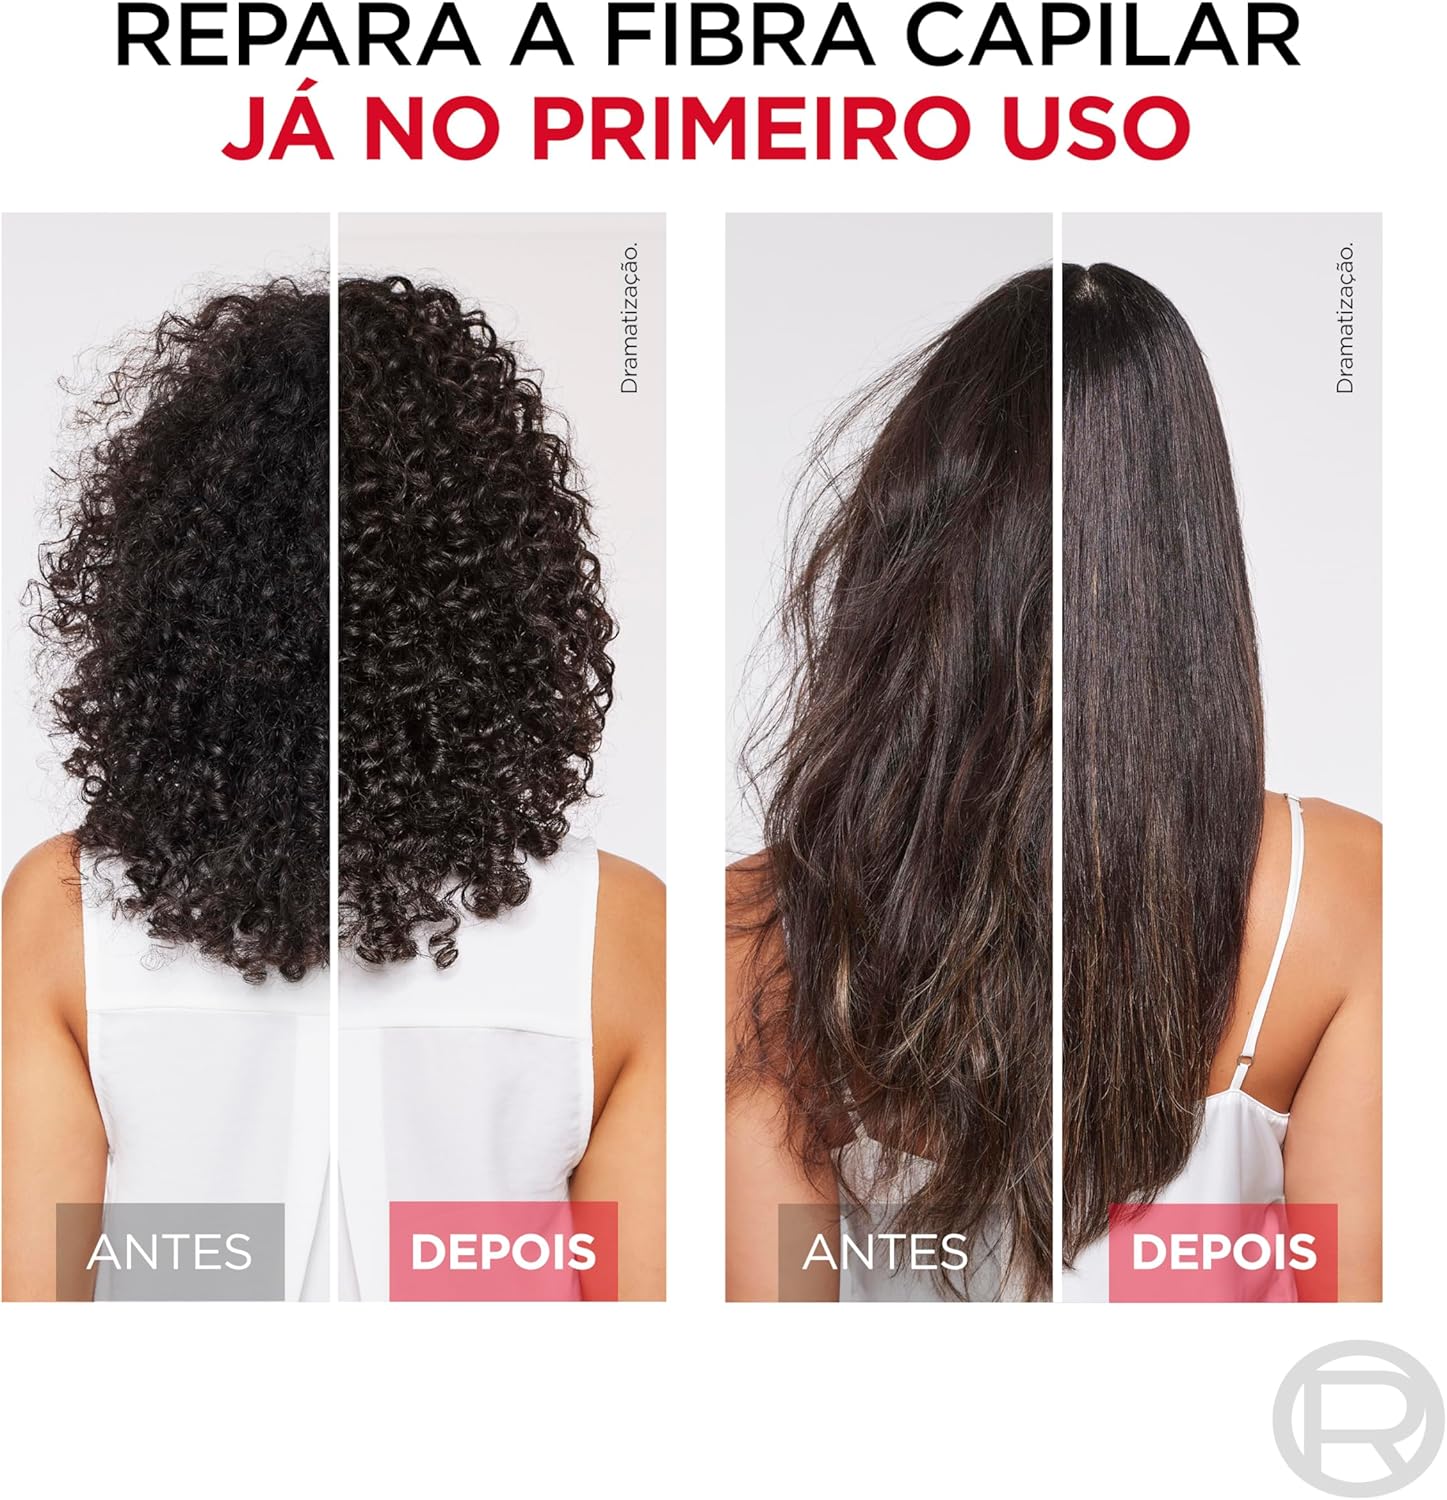 REPARA A FIBRA CAPILAR
JÁ NO PRIMEIRO USO
Dramatização.
Dramatização.
ANTES
DEPOIS
ANTES
DEPOIS
R